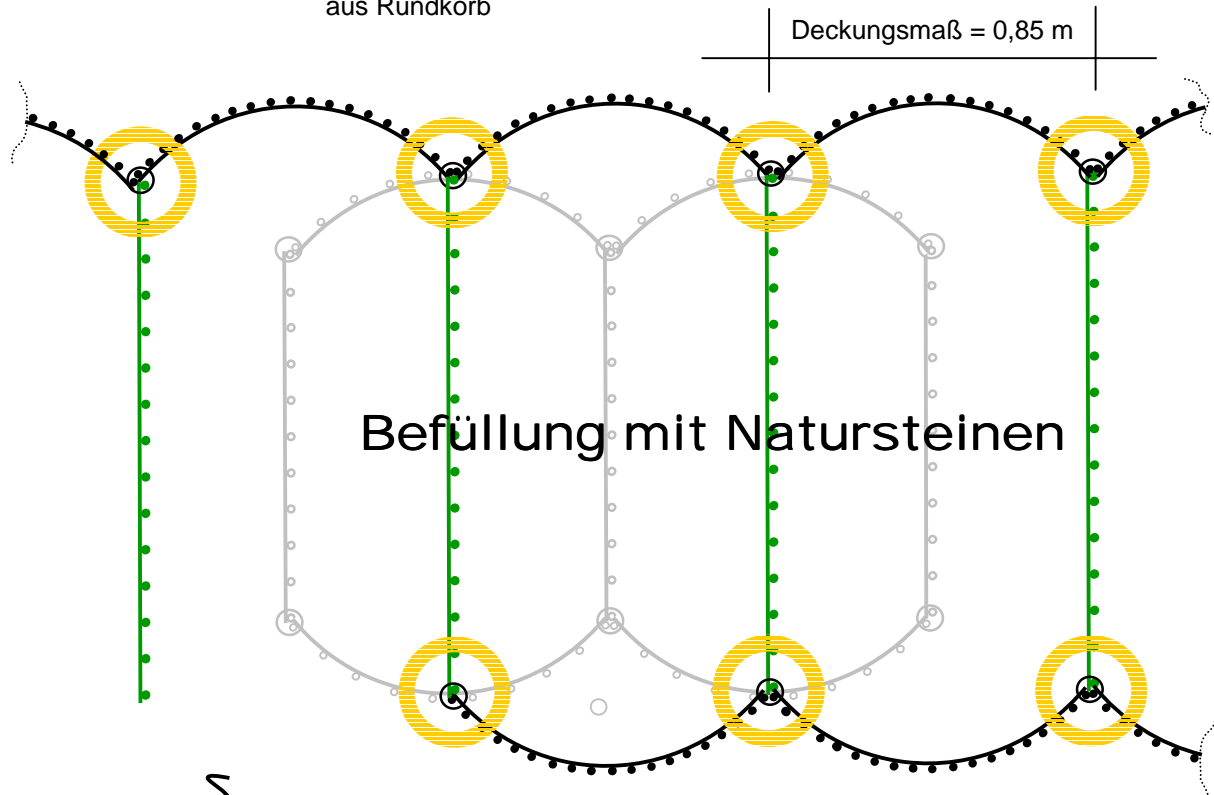 aus Rundkorb
Deckungsmaß = 0,85 m
Befüllung mit Natursteinen